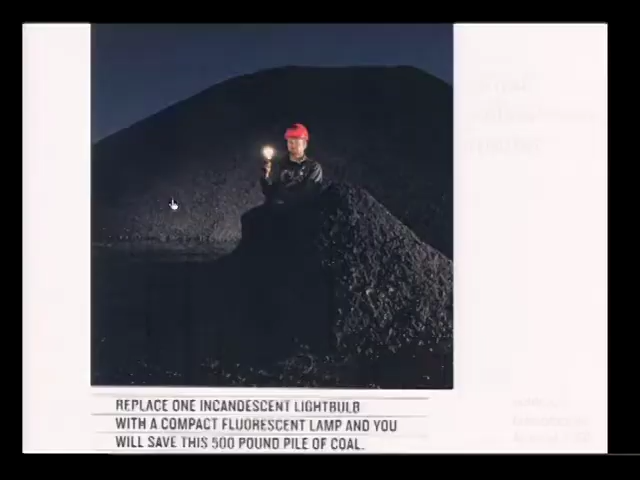 REPLACE ONE INCANDESCENT LIGHTBULB
WITH A COMPACT FLUORESCENT LAMP AND YOU
WILL SAVE THIS 500 POUND PILE OF COAL.